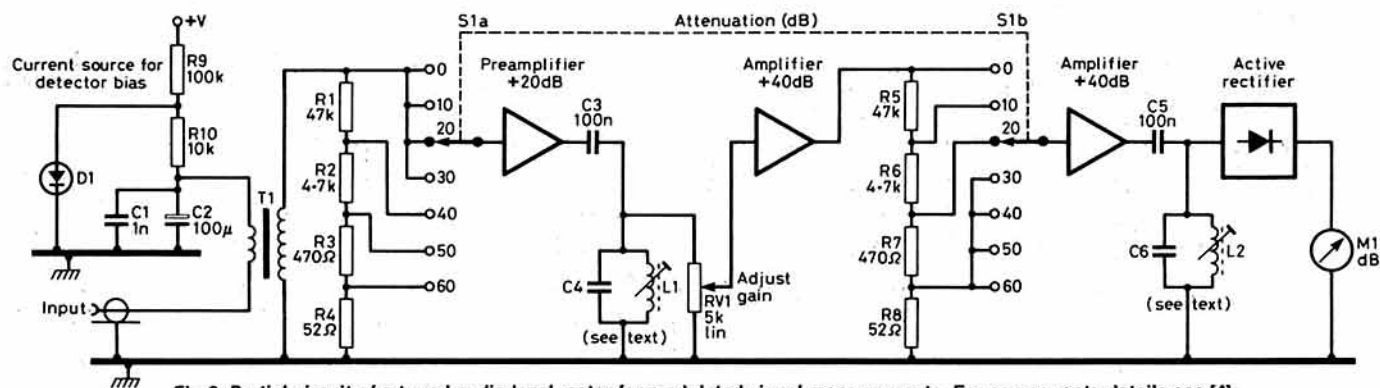 +V
R9
100k
Current source for
detector bias
R10
10k
D1
C1
1n
C2
100μ
T1
Input
R1
47k
R2
4·7k
R3
470Ω
R4
52Ω
S1a
Attenuation (dB)
S1b
0
10
20
30
40
50
60
Preamplifier
+20dB
C3
100n
C4
L1
(see text)
RV1
5k
lin
Adjust
gain
Amplifier
+40dB
R5
47k
R6
4·7k
R7
470Ω
R8
52Ω
0
10
20
30
40
50
60
Amplifier
+40dB
C5
100n
Active
rectifier
C6
L2
(see text)
M1
dB